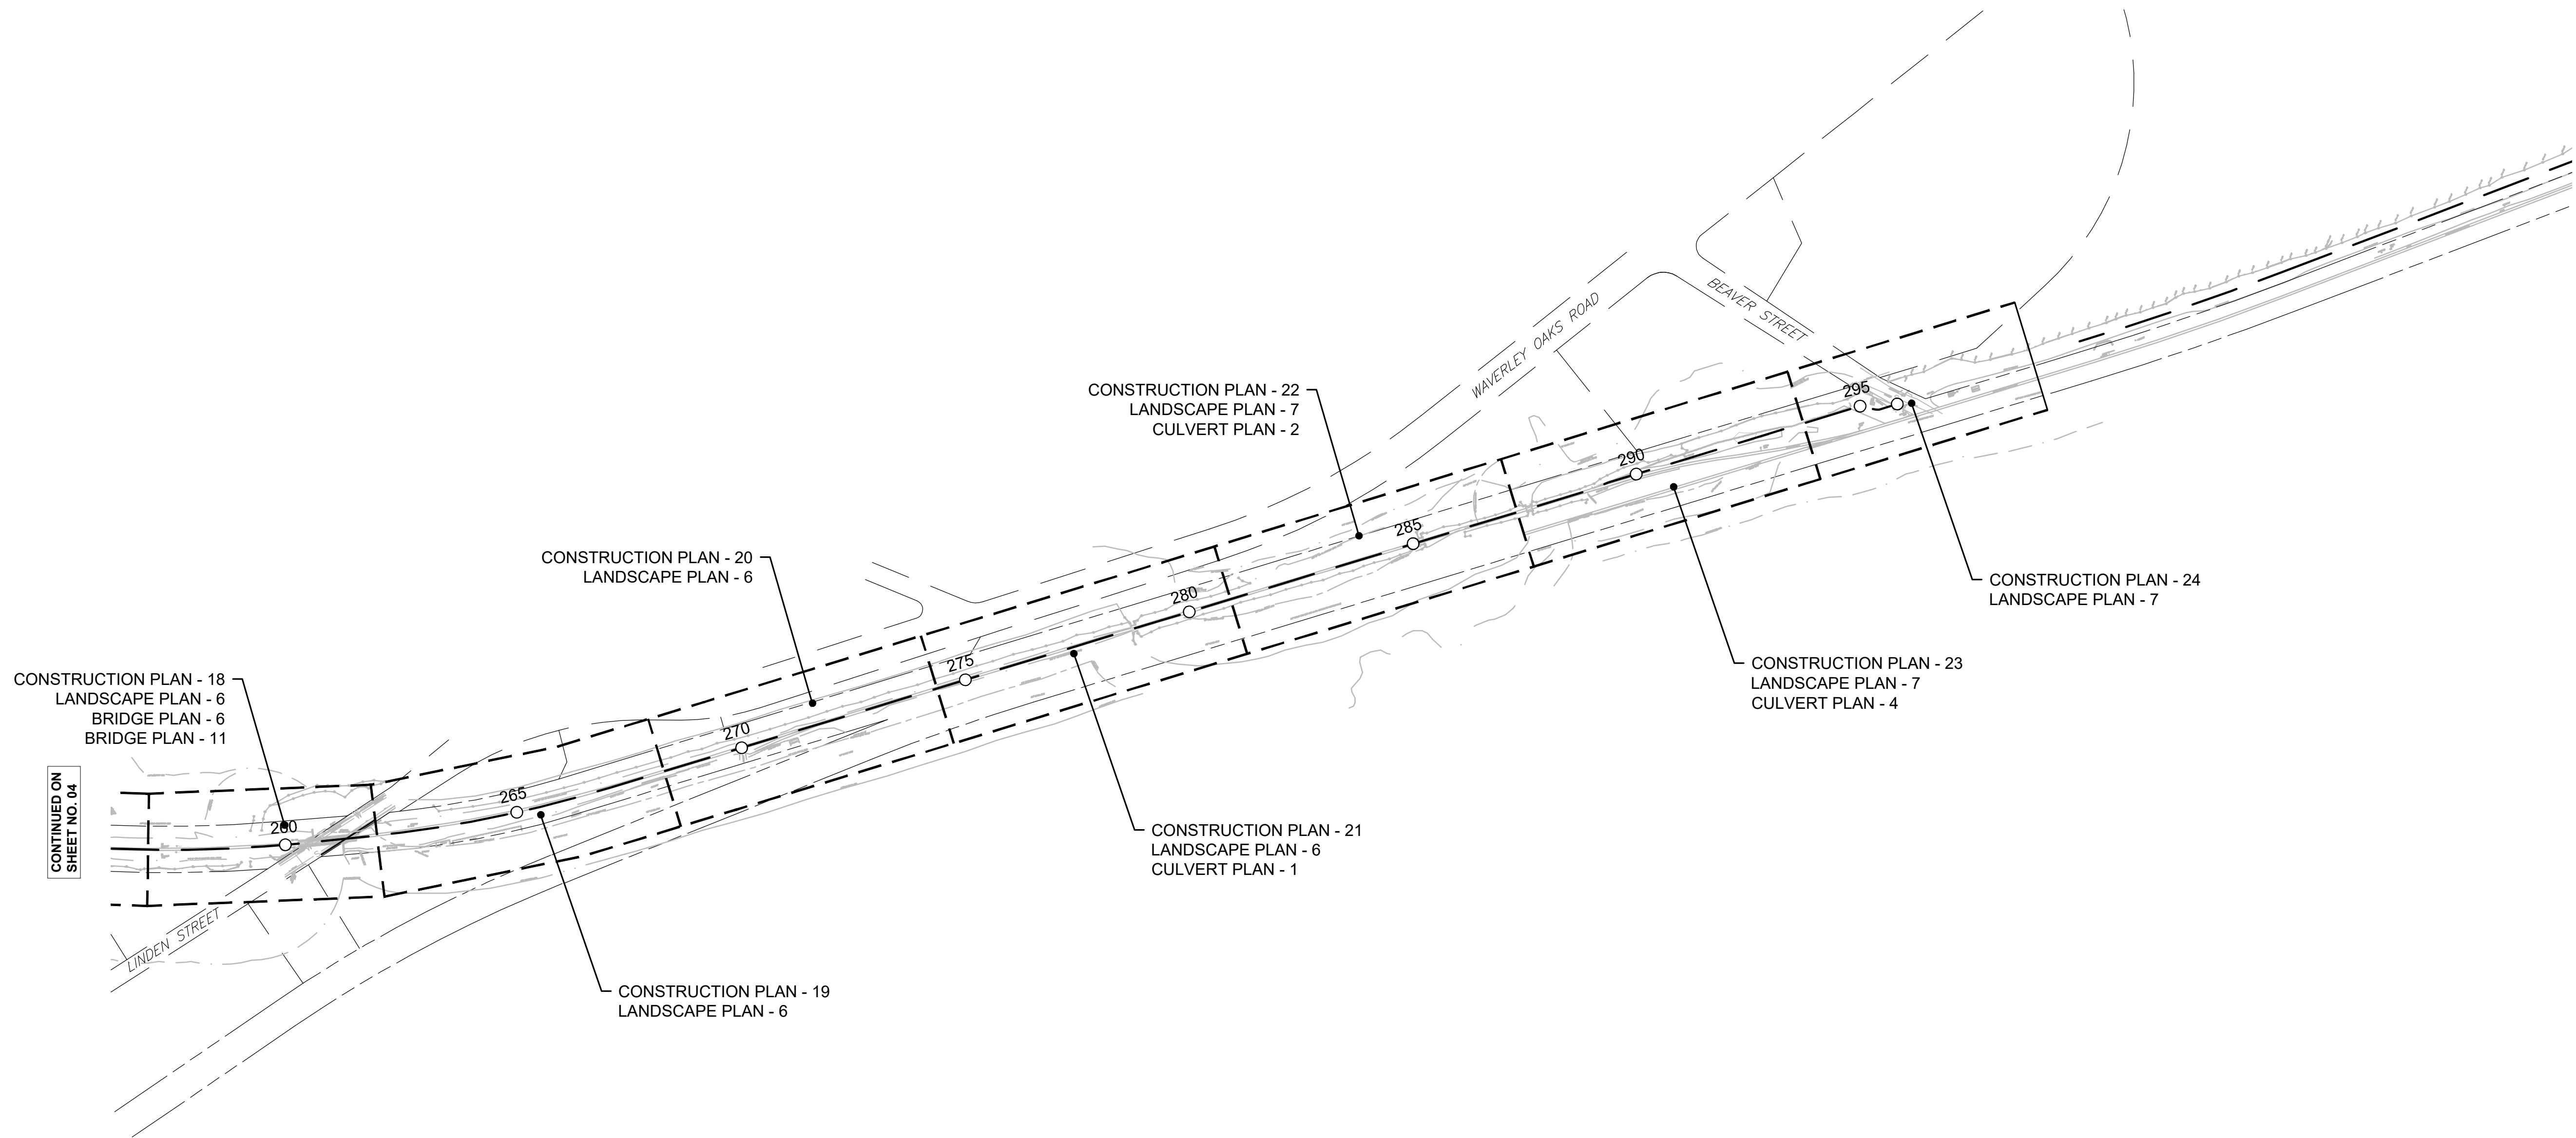 CONSTRUCTION PLAN - 22
LANDSCAPE PLAN - 7
CULVERT PLAN - 2
WAVERLEY OAKS ROAD
BEAVER STREET
295
290
285
280
275
270
265
260
CONSTRUCTION PLAN - 20
LANDSCAPE PLAN - 6
CONSTRUCTION PLAN - 24
LANDSCAPE PLAN - 7
CONSTRUCTION PLAN - 23
LANDSCAPE PLAN - 7
CULVERT PLAN - 4
CONSTRUCTION PLAN - 18
LANDSCAPE PLAN - 6
BRIDGE PLAN - 6
BRIDGE PLAN - 11
CONTINUED ON
SHEET NO. 04
CONSTRUCTION PLAN - 21
LANDSCAPE PLAN - 6
CULVERT PLAN - 1
LINDEN STREET
CONSTRUCTION PLAN - 19
LANDSCAPE PLAN - 6